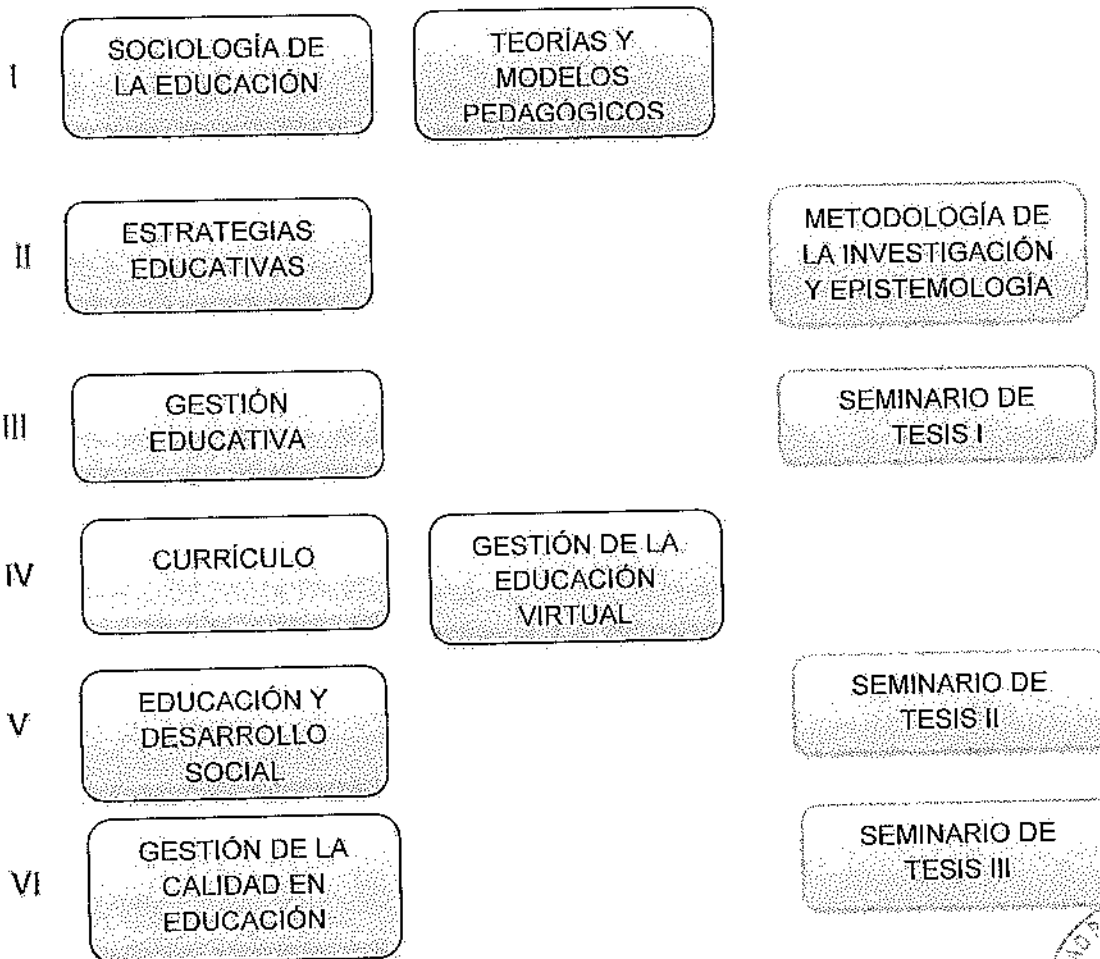 I
SOCIOLOGÍA DE
LA EDUCACIÓN
TEORÍAS Y
MODELOS
PEDAGÓGICOS
II
ESTRATEGIAS
EDUCATIVAS
METODOLOGÍA DE
LA INVESTIGACIÓN
Y EPISTEMOLOGÍA
III
GESTIÓN
EDUCATIVA
SEMINARIO DE
TESIS I
IV
CURRÍCULO
GESTIÓN DE LA
EDUCACIÓN
VIRTUAL
V
EDUCACIÓN Y
DESARROLLO
SOCIAL
SEMINARIO DE
TESIS II
VI
GESTIÓN DE LA
CALIDAD EN
EDUCACIÓN
SEMINARIO DE
TESIS III